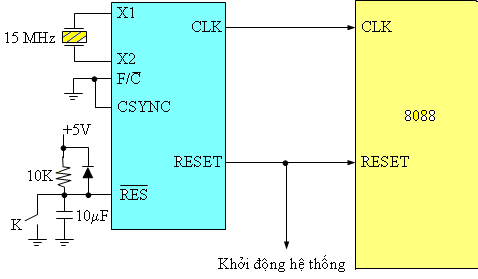 X1
CLK
CLK
15 MHz
X2
F/C̅
CSYNC
8088
+5V
RESET
RESET
10K
R̅E̅S̅
K
10µF
Khởi động hệ thống